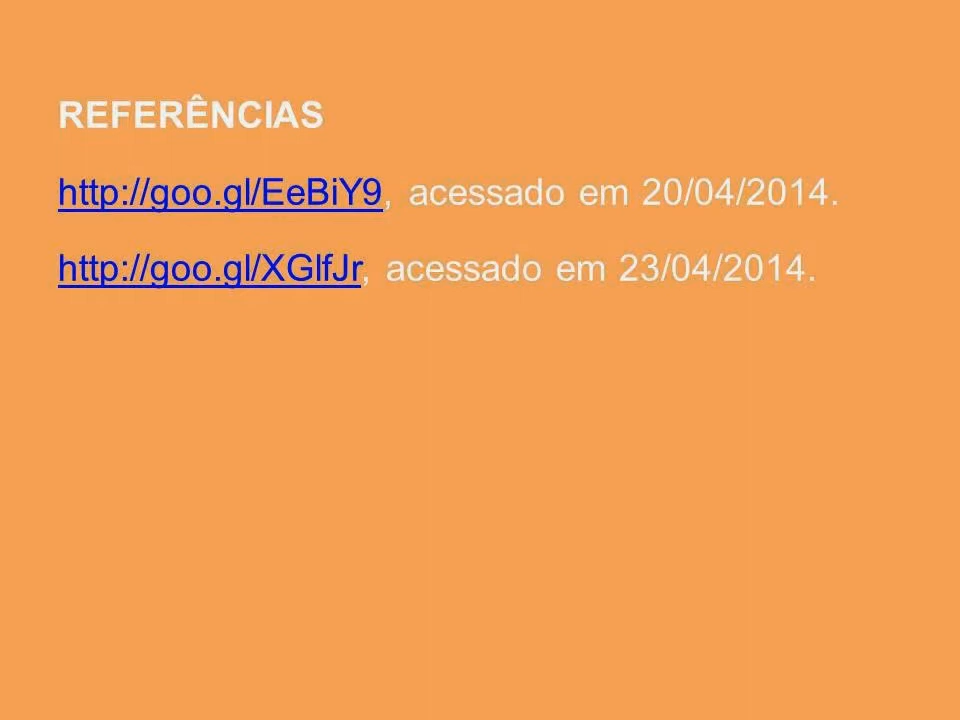 REFERÊNCIAS
http://goo.gl/EeBiY9, acessado em 20/04/2014.
http://goo.gl/XGlfJr, acessado em 23/04/2014.